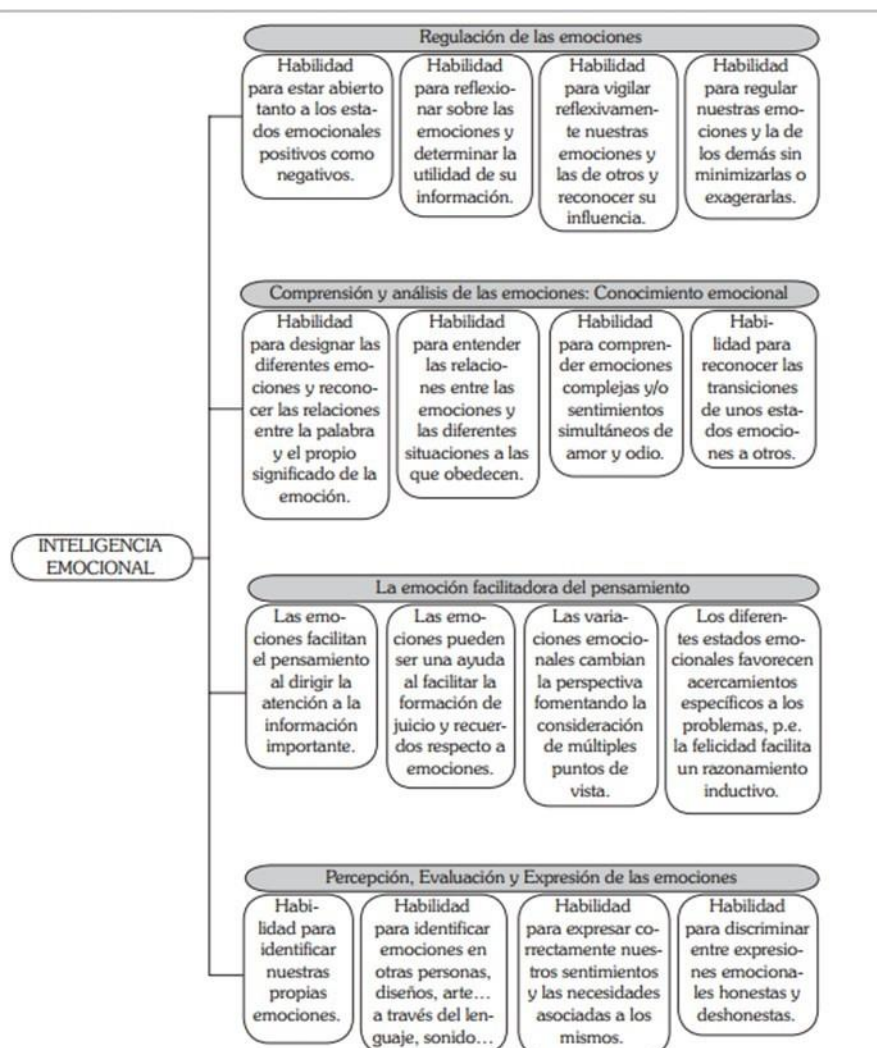 Regulación de las emociones
Habilidad
para estar abierto
tanto a los esta-
dos emocionales
positivos como
negativos.
Habilidad
para reflexio-
nar sobre las
emociones y
determinar la
utilidad de su
información.
Habilidad
para vigilar
reflexivamen-
te nuestras
emociones y
las de otros y
reconocer su
influencia.
Habilidad
para regular
nuestras emo-
ciones y la de
los demás sin
minimizarlas o
exagerarlas.
Comprensión y análisis de las emociones: Conocimiento emocional
Habilidad
para designar las
diferentes emo-
ciones y recono-
cer las relaciones
entre la palabra
y el propio
significado de la
emoción.
Habilidad
para entender
las relacio-
nes entre las
emociones y
las diferentes
situaciones a las
que obedecen.
Habilidad
para compren-
der emociones
complejas y/o
sentimientos
simultáneos de
amor y odio.
Habi-
lidad para
reconocer las
transiciones
de unos esta-
dos emocio-
nes a otros.
INTELIGENCIA
EMOCIONAL
La emoción facilitadora del pensamiento
Las emo-
ciones facilitan
el pensamiento
al dirigir la
atención a la
información
importante.
Las emo-
ciones pueden
ser una ayuda
al facilitar la
formación de
juicio y recuer-
dos respecto a
emociones.
Las varia-
ciones emocio-
nales cambian
la perspectiva
fomentando la
consideración
de múltiples
puntos de
vista.
Los diferen-
tes estados emo-
cionales favorecen
acercamientos
específicos a los
problemas, p.e.
la felicidad facilita
un razonamiento
inductivo.
Percepción, Evaluación y Expresión de las emociones
Habi-
lidad para
identificar
nuestras
propias
emociones.
Habilidad
para identificar
emociones en
otras personas,
diseños, arte…
a través del len-
guaje, sonido…
Habilidad
para expresar co-
rrectamente nues-
tros sentimientos
y las necesidades
asociadas a los
mismos.
Habilidad
para discriminar
entre expresio-
nes emociona-
les honestas y
deshonestas.